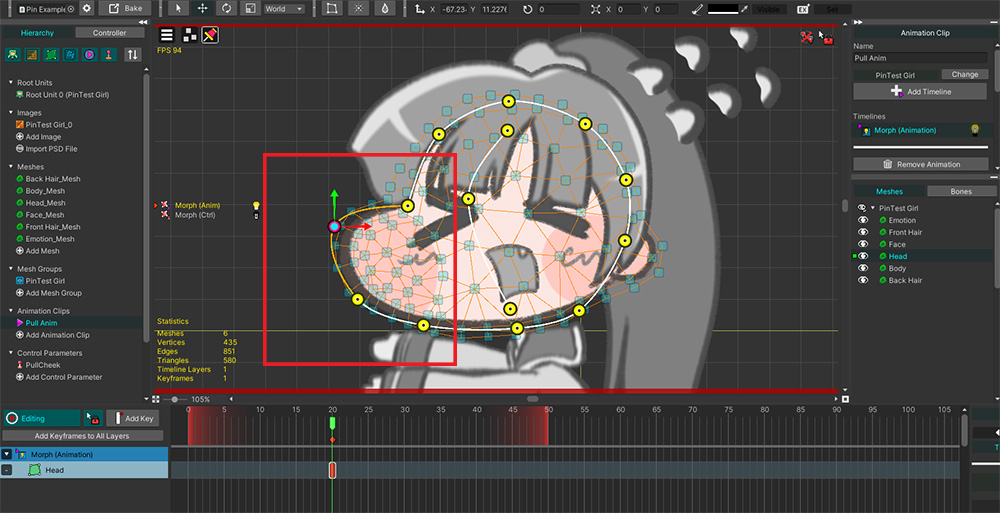 Pin Example
Bake
World
X
-67.234
11.2276
0
X
0
Y
0
Visible
EX
Set
Hierarchy
Controller
Root Units
Root Unit 0 (PinTest Girl)
Images
PinTest Girl_0
Add Image
Import PSD File
Meshes
Back Hair_Mesh
Body_Mesh
Head_Mesh
Face_Mesh
Front Hair_Mesh
Emotion_Mesh
Add Mesh
Mesh Groups
PinTest Girl
Add Mesh Group
Animation Clips
Pull Anim
Add Animation Clip
Control Parameters
PullCheek
Add Control Parameter
FPS 94
Morph (Anim)
Morph (Ctrl)
Statistics
Meshes 6
Vertices 435
Edges 851
Triangles 580
Timeline Layers 1
Keyframes 1
105%
Animation Clip
Name
Pull Anim
PinTest Girl
Change
Add Timeline
Timelines
Morph (Animation)
Remove Animation
Meshes
Bones
PinTest Girl
Emotion
Front Hair
Face
Head
Body
Back Hair
Editing
Add Key
Add Keyframes to All Layers
Morph (Animation)
Head
0 5 10 15 20 25 30 35 40 45 50 55 60 65 70 75 80 85 90 95 100 105